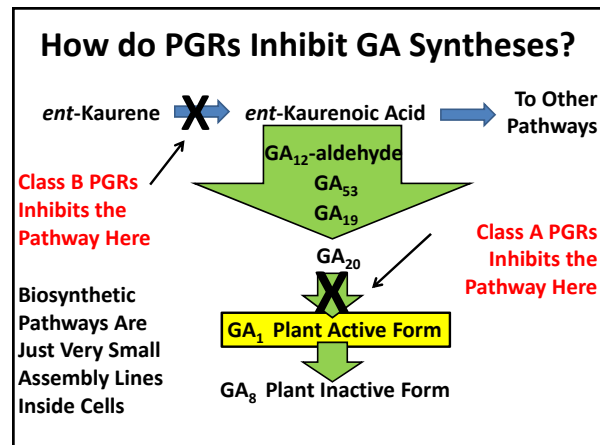 How do PGRs Inhibit GA Syntheses?
ent-Kaurene X ent-Kaurenoic Acid
To Other
Pathways
GA12-aldehyde
GA53
GA19
Class B PGRs
Inhibits the
Pathway Here
Class A PGRs
Inhibits the
Pathway Here
GA20
X
Biosynthetic
Pathways Are
Just Very Small
Assembly Lines
Inside Cells
GA1 Plant Active Form
GA8 Plant Inactive Form